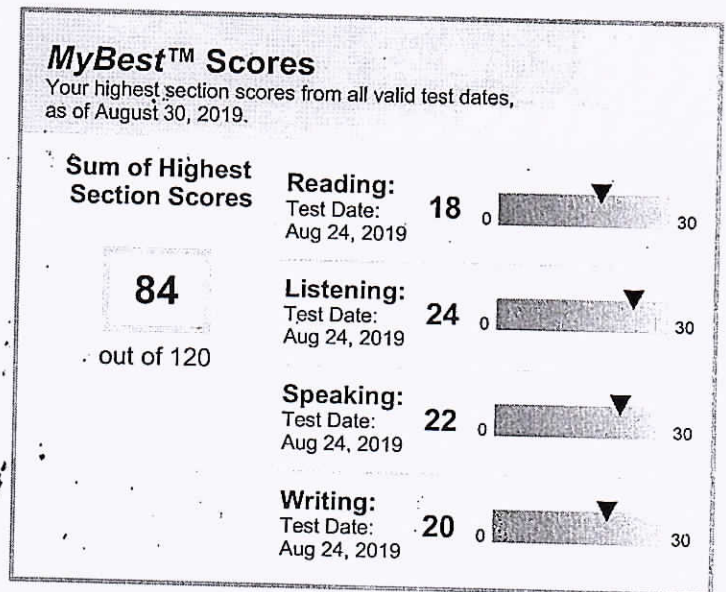 MyBest™ Scores
Your highest section scores from all valid test dates,
as of August 30, 2019.
Sum of Highest
Section Scores
84
out of 120
Reading:
Test Date:
Aug 24, 2019
18
0
30
Listening:
Test Date:
Aug 24, 2019
24
0
30
Speaking:
Test Date:
Aug 24, 2019
22
0
30
Writing:
Test Date:
Aug 24, 2019
20
0
30